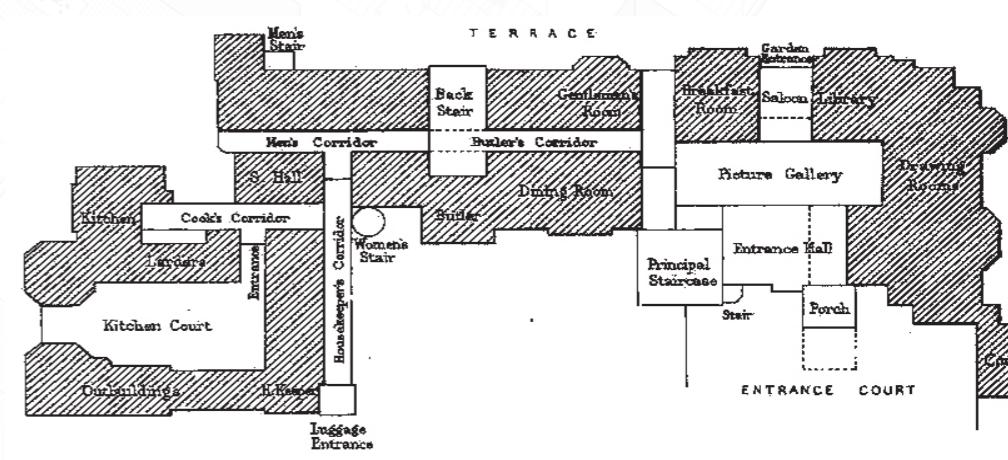 TERRACE
Men's
Stair
Garden
Entrance
Back
Stair
Gentleman's
Room
Breakfast
Room
Saloon
Library
Men's Corridor
Butler's Corridor
S. Hall
Dining Room
Picture Gallery
Drawing
Rooms
Kitchen
Cook's Corridor
Butler
Women's
Stair
Larders
Entrance
Housekeeper's Corridor
Entrance Hall
Principal
Staircase
Stair
Porch
Kitchen Court
Outbuildings
H. Keeper
ENTRANCE COURT
Luggage
Entrance